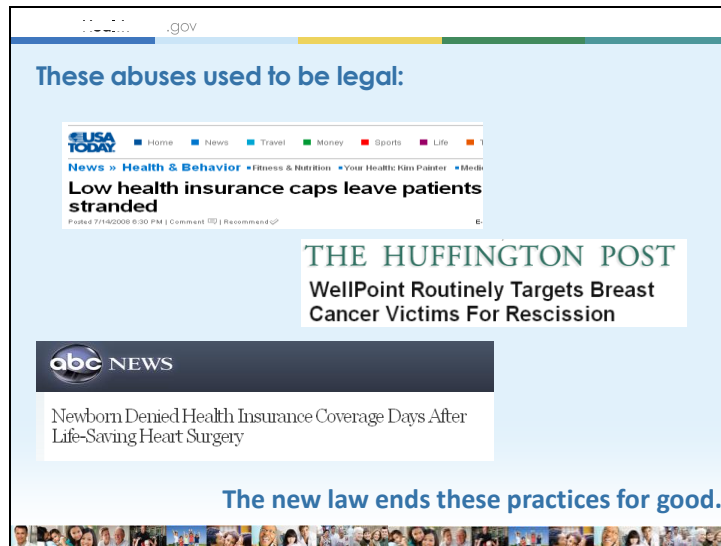 .gov
These abuses used to be legal:
USA TODAY. Home News Travel Money Sports Life
News » Health & Behavior Fitness & Nutrition Your Health: Kim Painter
Low health insurance caps leave patients
stranded
Posted 7/14/2008 6:30 PM | Comment | Recommend E-
THE HUFFINGTON POST
WellPoint Routinely Targets Breast
Cancer Victims For Rescission
abc NEWS
Newborn Denied Health Insurance Coverage Days After
Life-Saving Heart Surgery
The new law ends these practices for good.